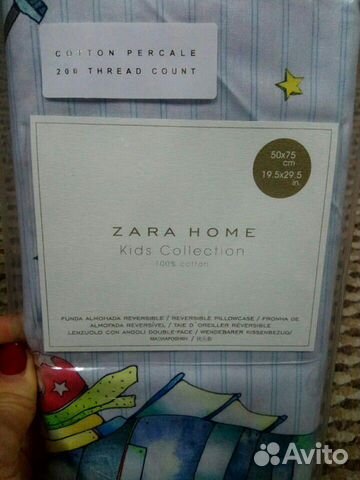 COTTON PERCALE
200 THREAD COUNT
50x75
cm
19.5x29.5
in.
ZARA HOME
Kids Collection
100% cotton
FUNDA ALMOHADA REVERSIBLE / REVERSIBLE PILLOWCASE / FRONHA DE
ALMOFADA REVERSÍVEL / TAIE D'OREILLER RÉVERSIBLE
LENZUOLO CON ANGOLI DOUBLE-FACE / WENDEBARER KISSENBEZUG/
Avito